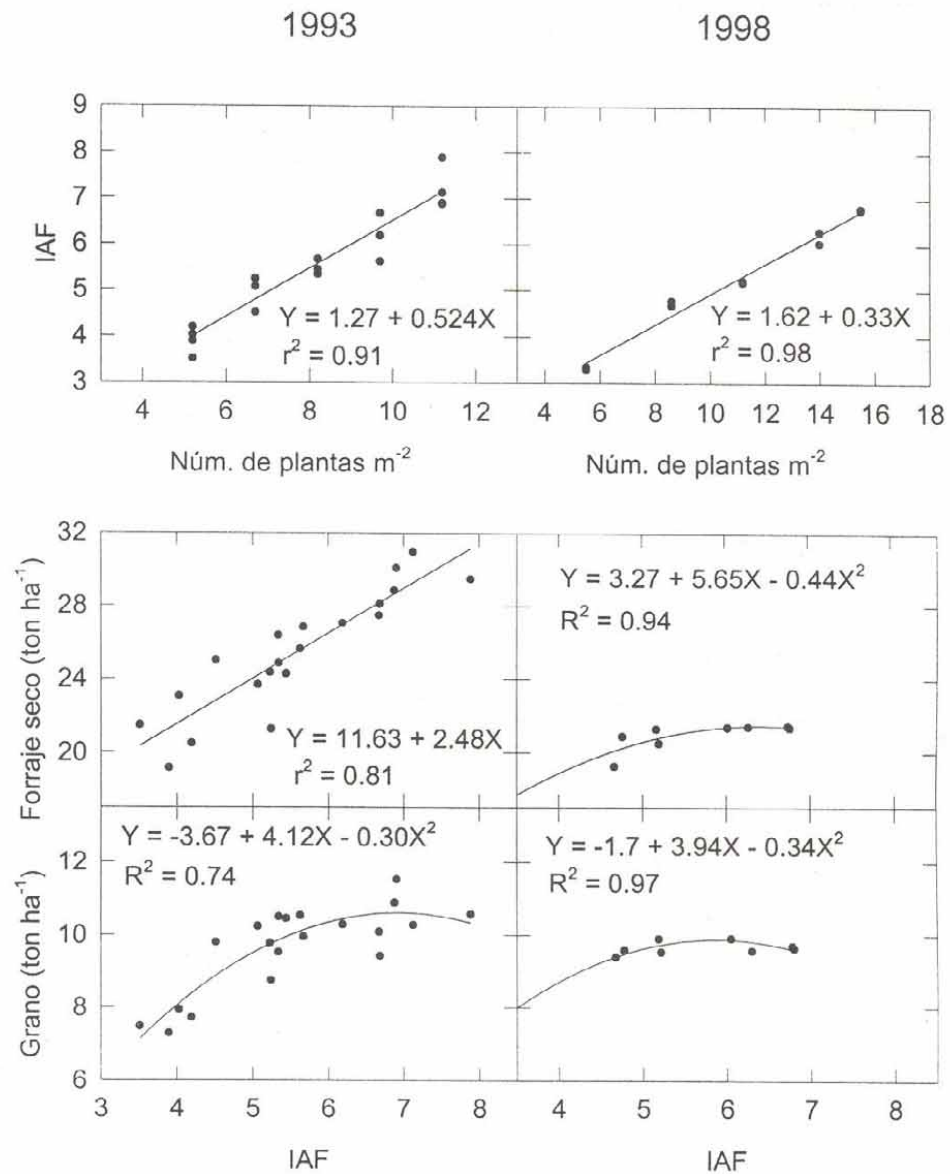 1993 1998
9
8
7
6
5
4
3
IAF
Y = 1.27 + 0.524X
r² = 0.91
Y = 1.62 + 0.33X
r² = 0.98
4 6 8 10 12 4 6 8 10 12 14 16 18
Núm. de plantas m⁻² Núm. de plantas m⁻²
32
28
24
20
Forraje seco (ton ha⁻¹)
Y = 11.63 + 2.48X
r² = 0.81
Y = 3.27 + 5.65X - 0.44X²
R² = 0.94
12
10
8
6
Grano (ton ha⁻¹)
Y = -3.67 + 4.12X - 0.30X²
R² = 0.74
Y = -1.7 + 3.94X - 0.34X²
R² = 0.97
3 4 5 6 7 8 4 5 6 7 8
IAF IAF